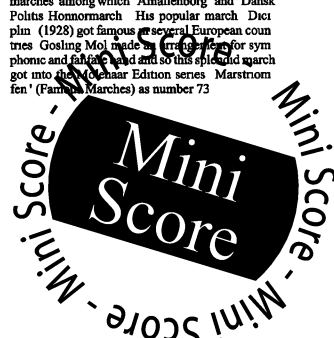 marches among which Amalienborg and Dansk
Politis Honnørmarch His popular march Dici
plin (1928) got famous in several European coun
tries Gosling Mol made an arrangement for sym
phonic and fanfare band and so this splendid march
got into the Molenaar Edition series Marstriom
fen' (Famous Marches) as number 73
Mini
Score
Mini Score - Mini Score - Mini Score - Mini Score -